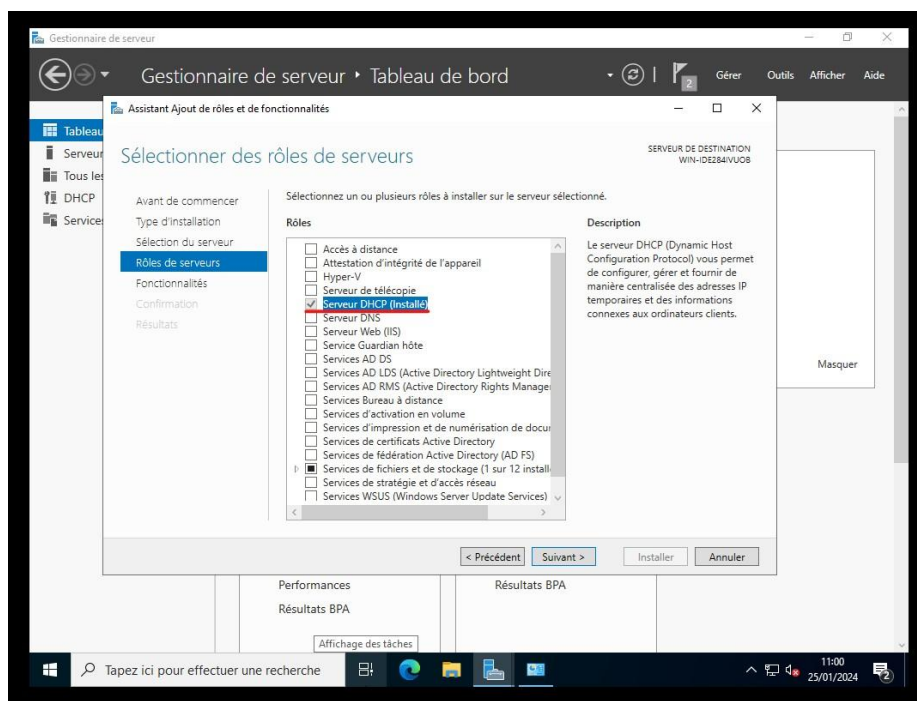 Gestionnaire de serveur
Gestionnaire de serveur • Tableau de bord
2
Gérer
Outils
Afficher
Aide
Assistant Ajout de rôles et de fonctionnalités
Tableau
Serveur
Tous les
DHCP
Service
Sélectionner des rôles de serveurs
SERVEUR DE DESTINATION
WIN-IDE284IVUOB
Avant de commencer
Type d'installation
Sélection du serveur
Rôles de serveurs
Fonctionnalités
Confirmation
Résultats
Sélectionnez un ou plusieurs rôles à installer sur le serveur sélectionné.
Rôles
Accès à distance
Attestation d'intégrité de l'appareil
Hyper-V
Serveur de télécopie
Serveur DHCP (Installé)
Serveur DNS
Serveur Web (IIS)
Service Guardian hôte
Services AD DS
Services AD LDS (Active Directory Lightweight Dire
Services AD RMS (Active Directory Rights Manage
Services Bureau à distance
Services d'activation en volume
Services d'impression et de numérisation de docu
Services de certificats Active Directory
Services de fédération Active Directory (AD FS)
Services de fichiers et de stockage (1 sur 12 install
Services de stratégie et d'accès réseau
Services WSUS (Windows Server Update Services)
Description
Le serveur DHCP (Dynamic Host
Configuration Protocol) vous permet
de configurer, gérer et fournir de
manière centralisée des adresses IP
temporaires et des informations
connexes aux ordinateurs clients.
Masquer
< Précédent
Suivant >
Installer
Annuler
Performances
Résultats BPA
Résultats BPA
Affichage des tâches
Tapez ici pour effectuer une recherche
11:00
25/01/2024
2